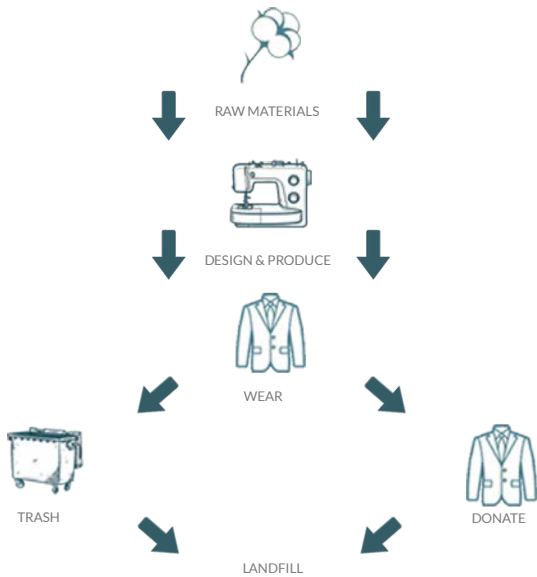 RAW MATERIALS
DESIGN & PRODUCE
WEAR
TRASH
DONATE
LANDFILL